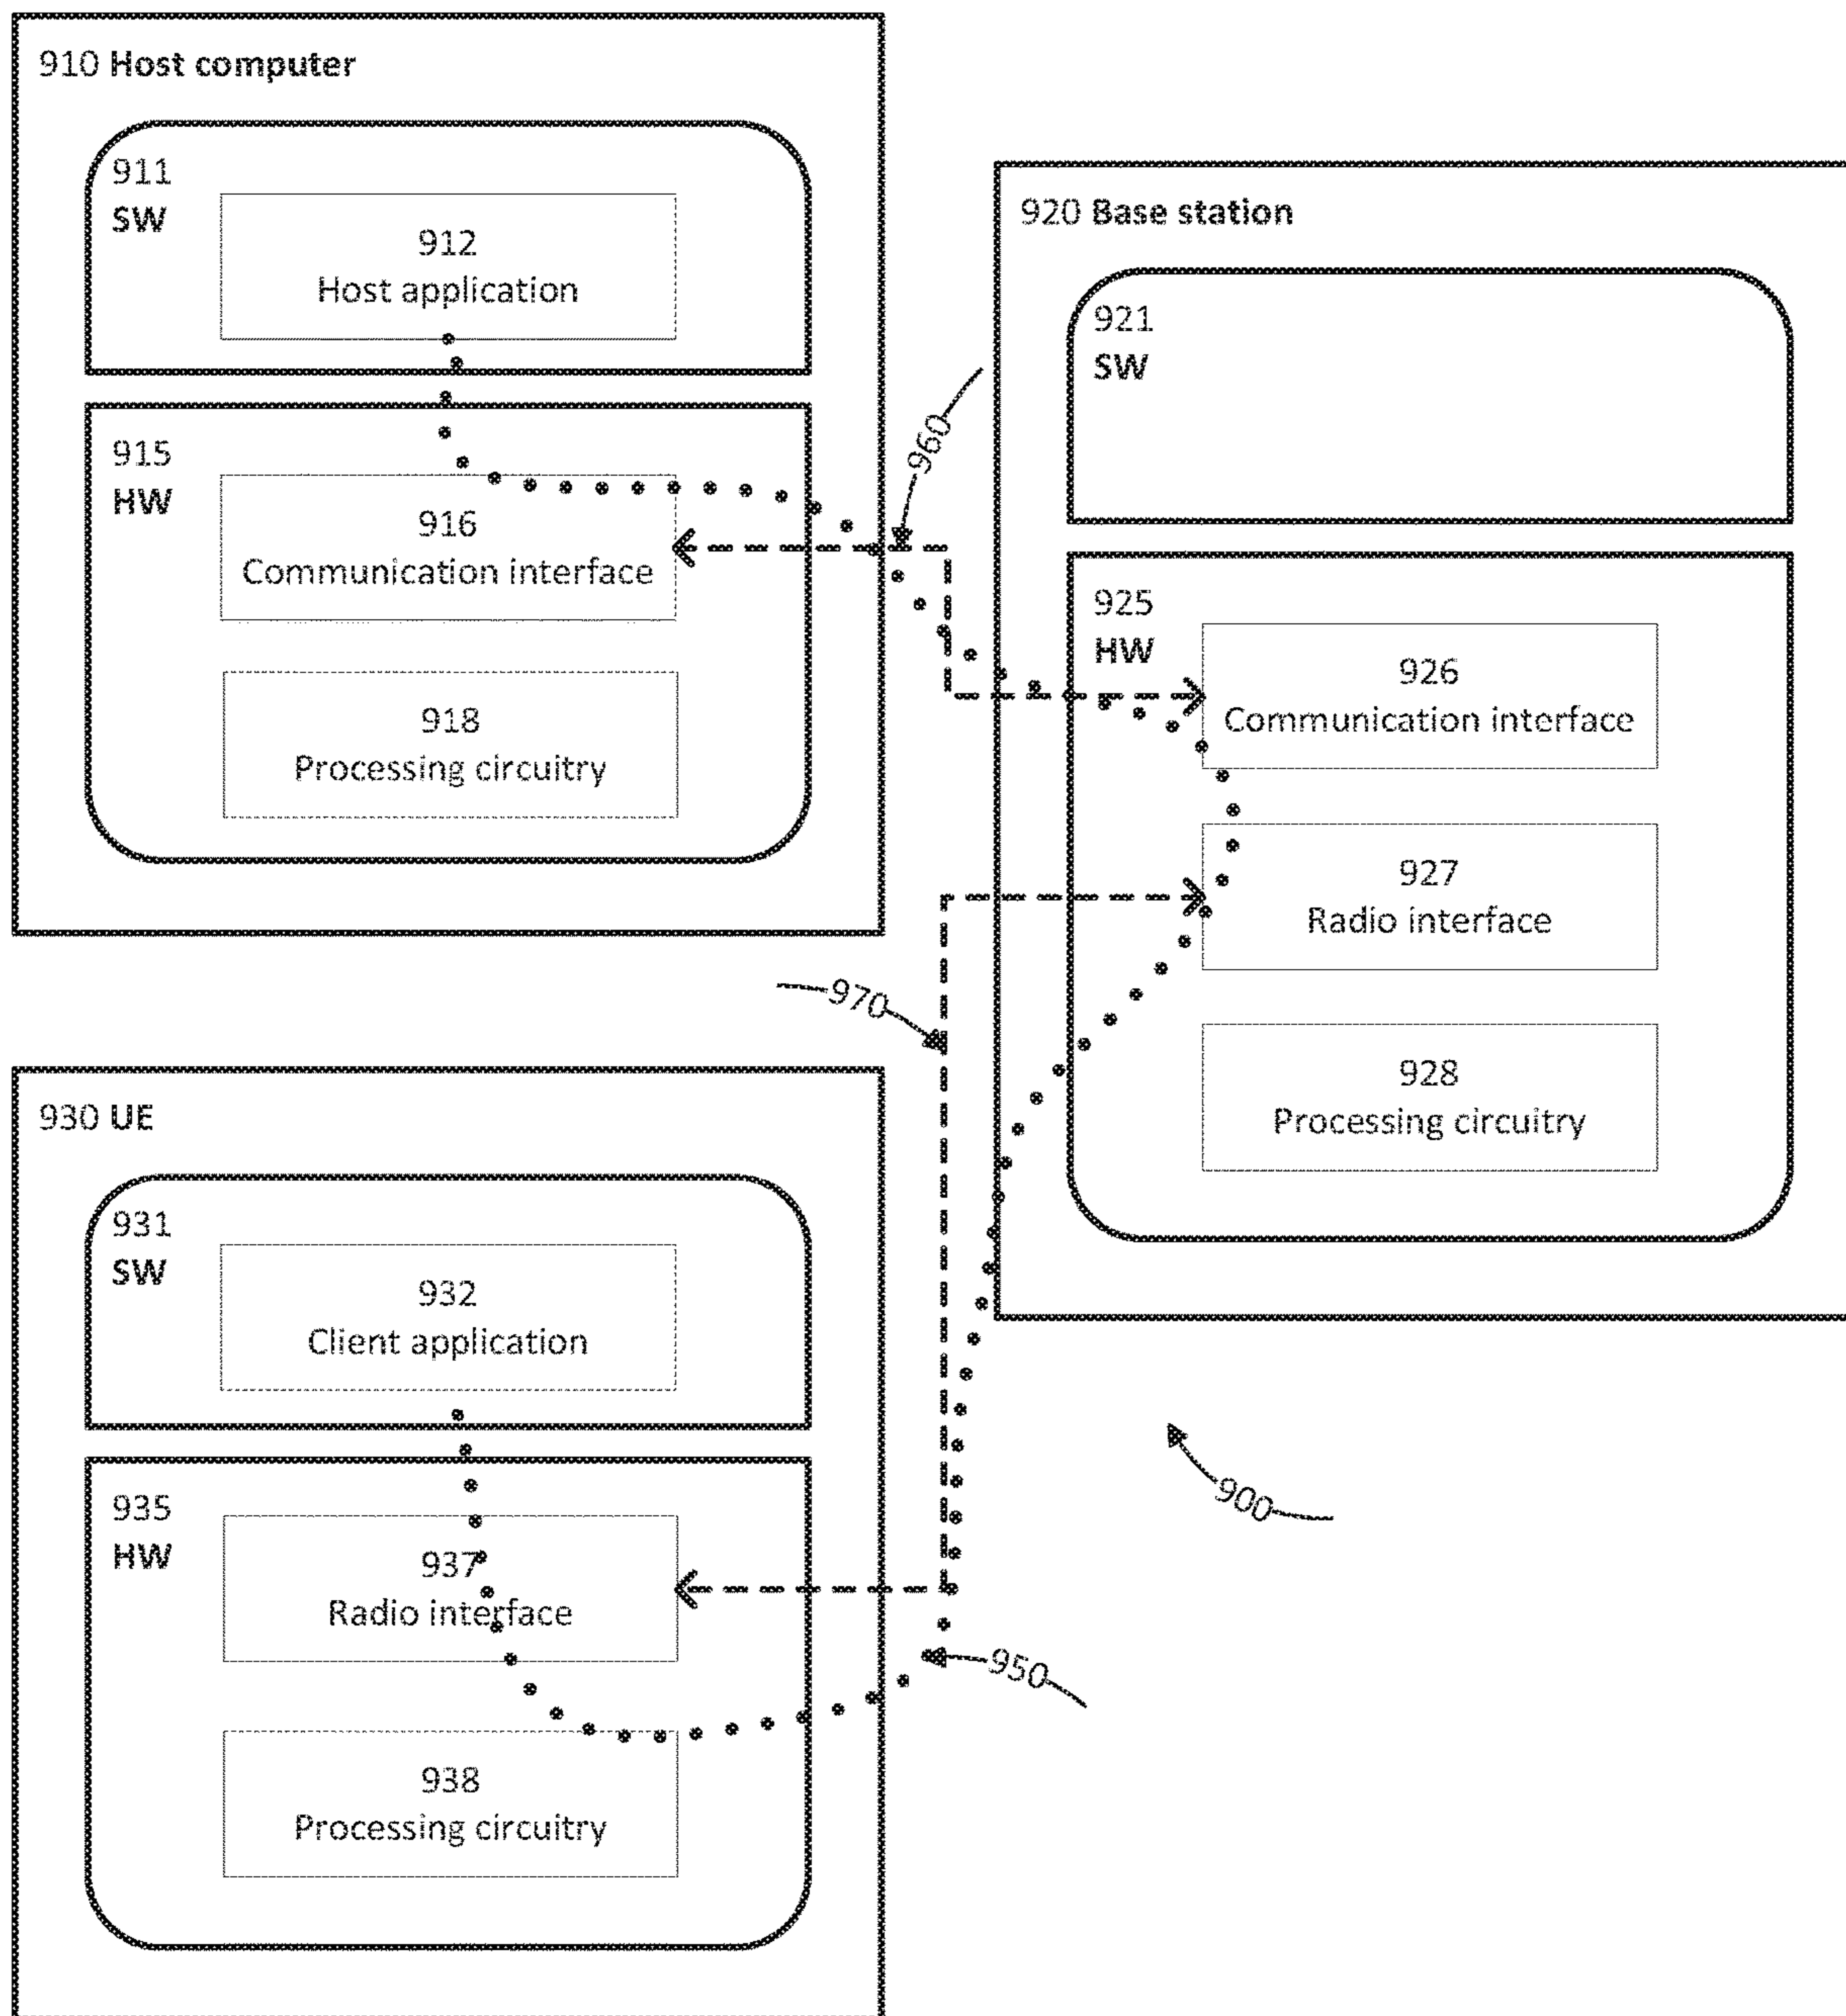 910 Host computer
911
SW
912
Host application
915
HW
916
Communication interface
918
Processing circuitry
960
920 Base station
921
SW
925
HW
926
Communication interface
927
Radio interface
928
Processing circuitry
970
930 UE
931
SW
932
Client application
935
HW
937
Radio interface
938
Processing circuitry
900
950